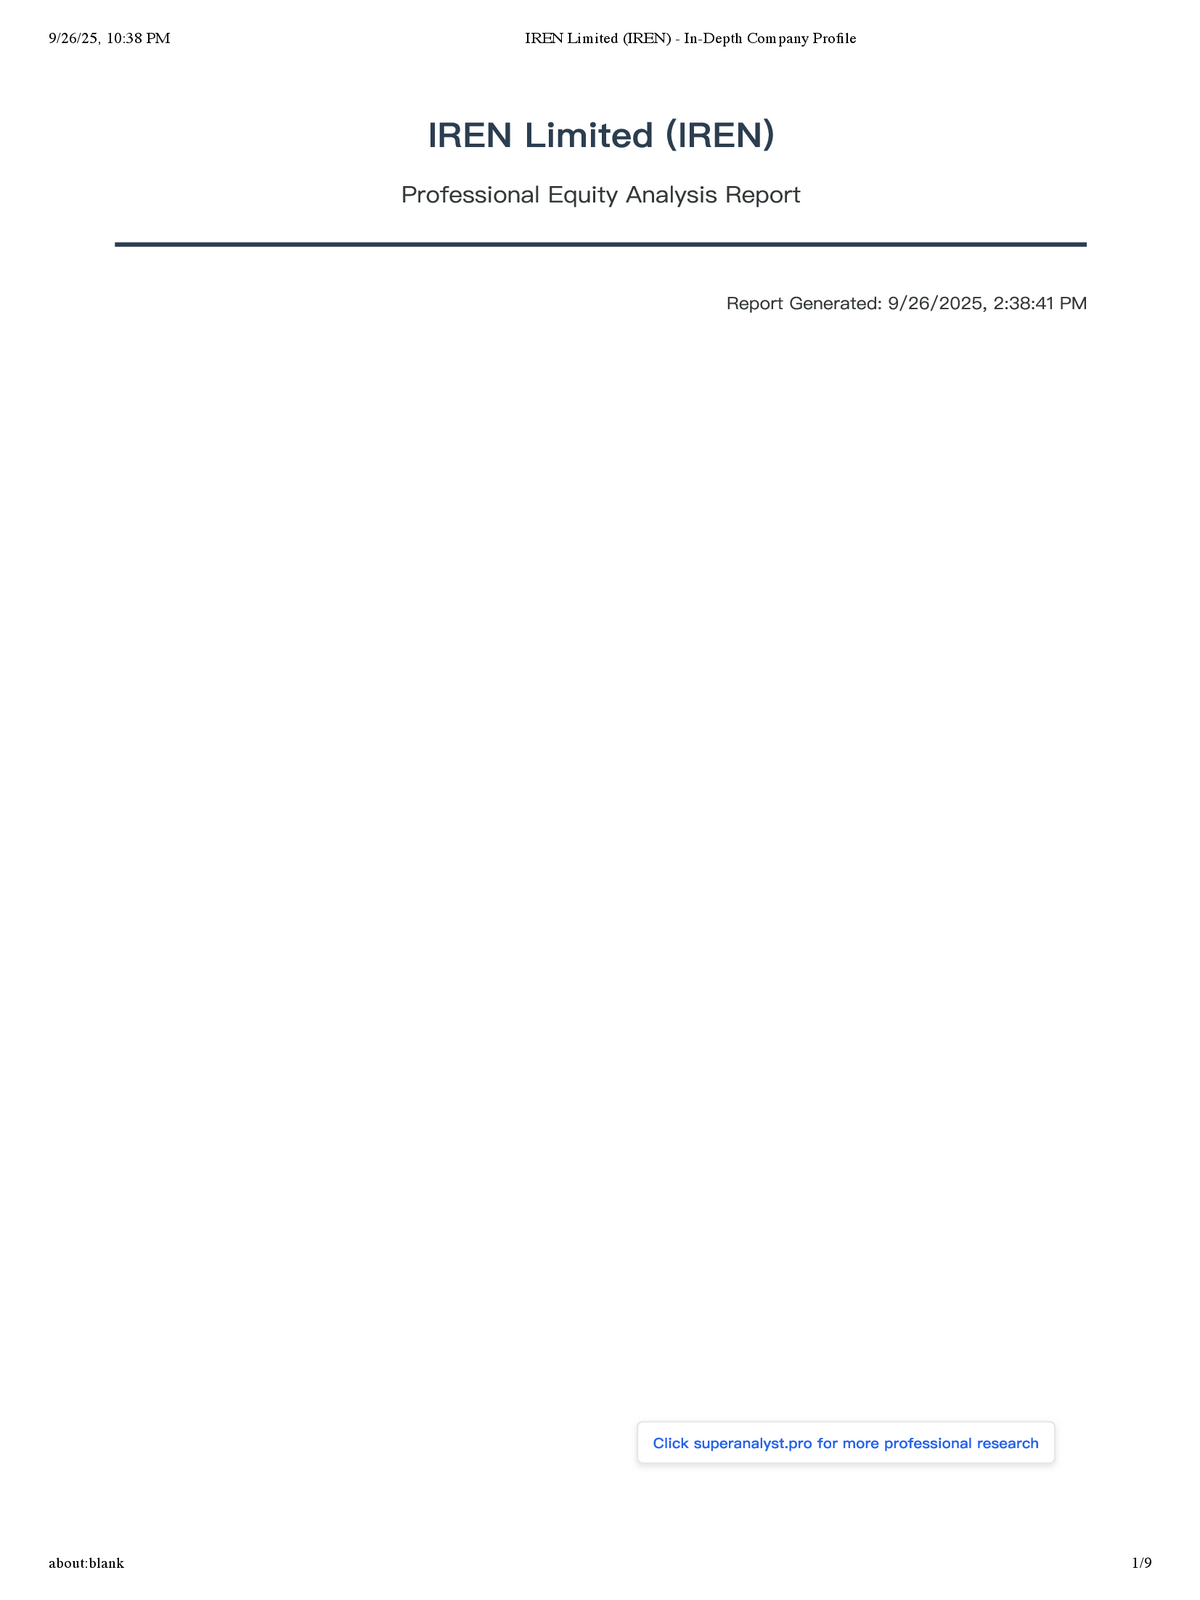 9/26/25, 10:38 PM
IREN Limited (IREN) - In-Depth Company Profile
IREN Limited (IREN)
Professional Equity Analysis Report
Report Generated: 9/26/2025, 2:38:41 PM
Click superanalyst.pro for more professional research
about:blank
1/9